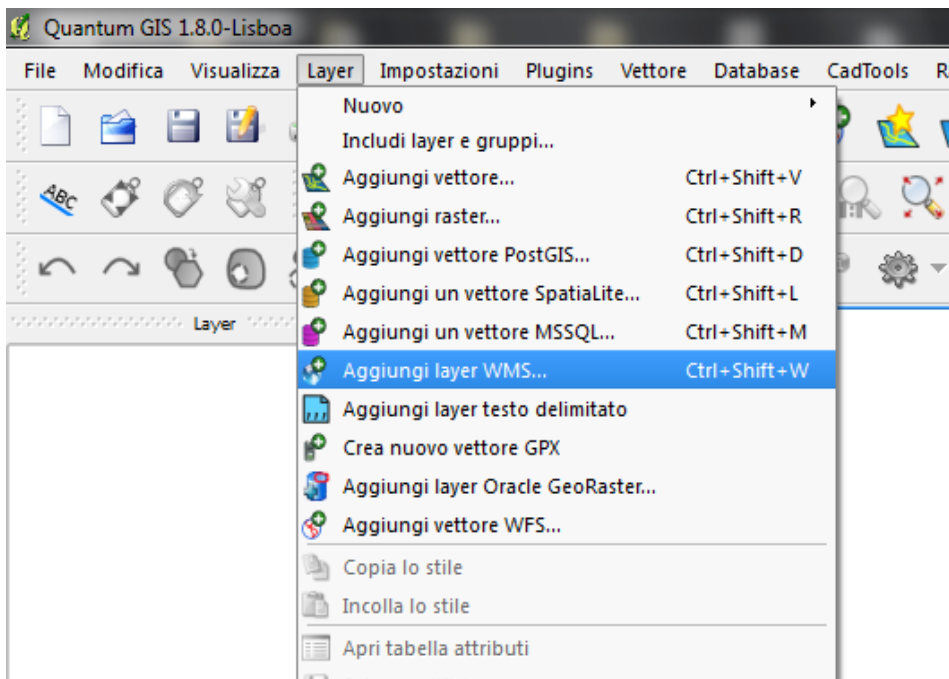 Quantum GIS 1.8.0-Lisboa
File Modifica Visualizza Layer Impostazioni Plugins Vettore Database CadTools R
Nuovo
Includi layer e gruppi...
Aggiungi vettore... Ctrl+Shift+V
Aggiungi raster... Ctrl+Shift+R
ABC
Aggiungi vettore PostGIS... Ctrl+Shift+D
Aggiungi un vettore SpatiaLite... Ctrl+Shift+L
Layer
Aggiungi un vettore MSSQL... Ctrl+Shift+M
Aggiungi layer WMS... Ctrl+Shift+W
Aggiungi layer testo delimitato
Crea nuovo vettore GPX
Aggiungi layer Oracle GeoRaster...
Aggiungi vettore WFS...
Copia lo stile
Incolla lo stile
Apri tabella attributi